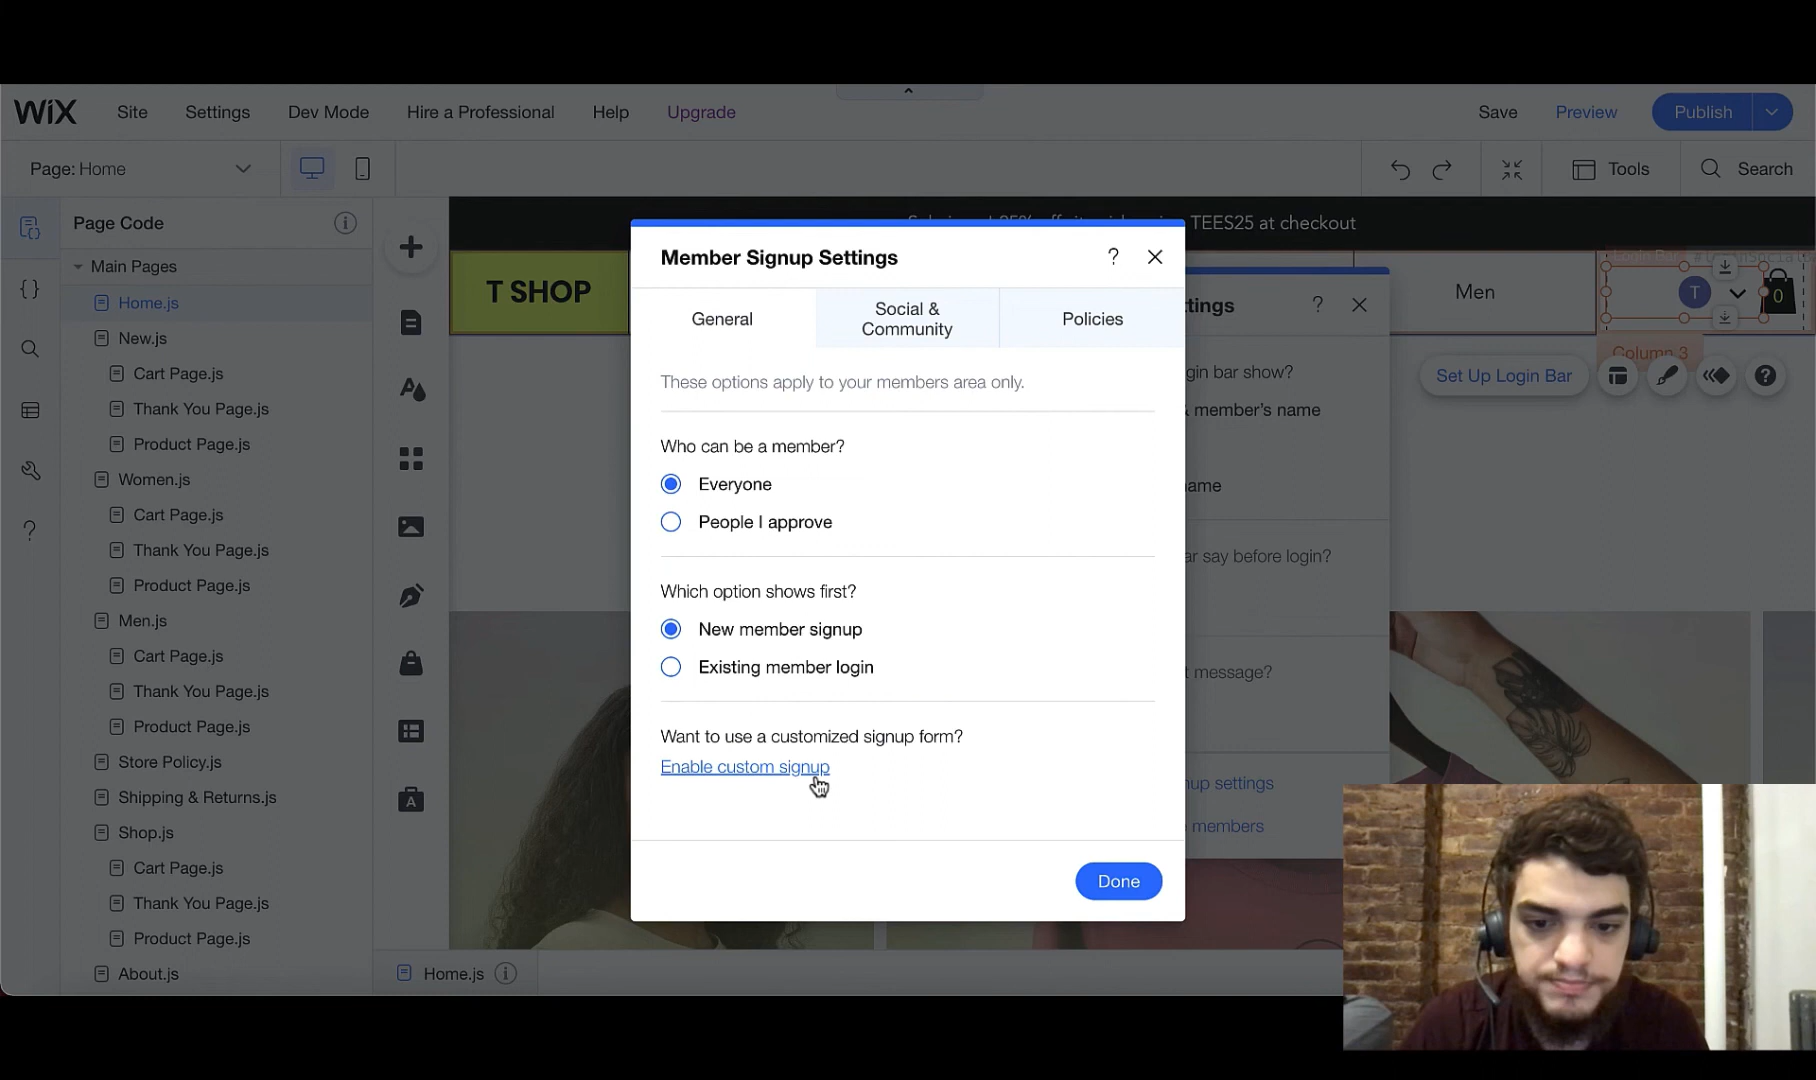 WiX Site Settings Dev Mode Hire a Professional Help Upgrade Save Preview Publish
Page: Home Tools Search
Page Code
Main Pages
Home.js
New.js
Cart Page.js
Thank You Page.js
Product Page.js
Women.js
Cart Page.js
Thank You Page.js
Product Page.js
Men.js
Cart Page.js
Thank You Page.js
Product Page.js
Store Policy.js
Shipping & Returns.js
Shop.js
Cart Page.js
Thank You Page.js
Product Page.js
About.js
Home.js
TEES25 at checkout
T SHOP
Men
Login Bar
T
0
Column 3
Set Up Login Bar
Member Signup Settings
General
Social &
Community
Policies
These options apply to your members area only.
Who can be a member?
Everyone
People I approve
Which option shows first?
New member signup
Existing member login
Want to use a customized signup form?
Enable custom signup
Done
show?
member's name
say before login?
message?
settings
members